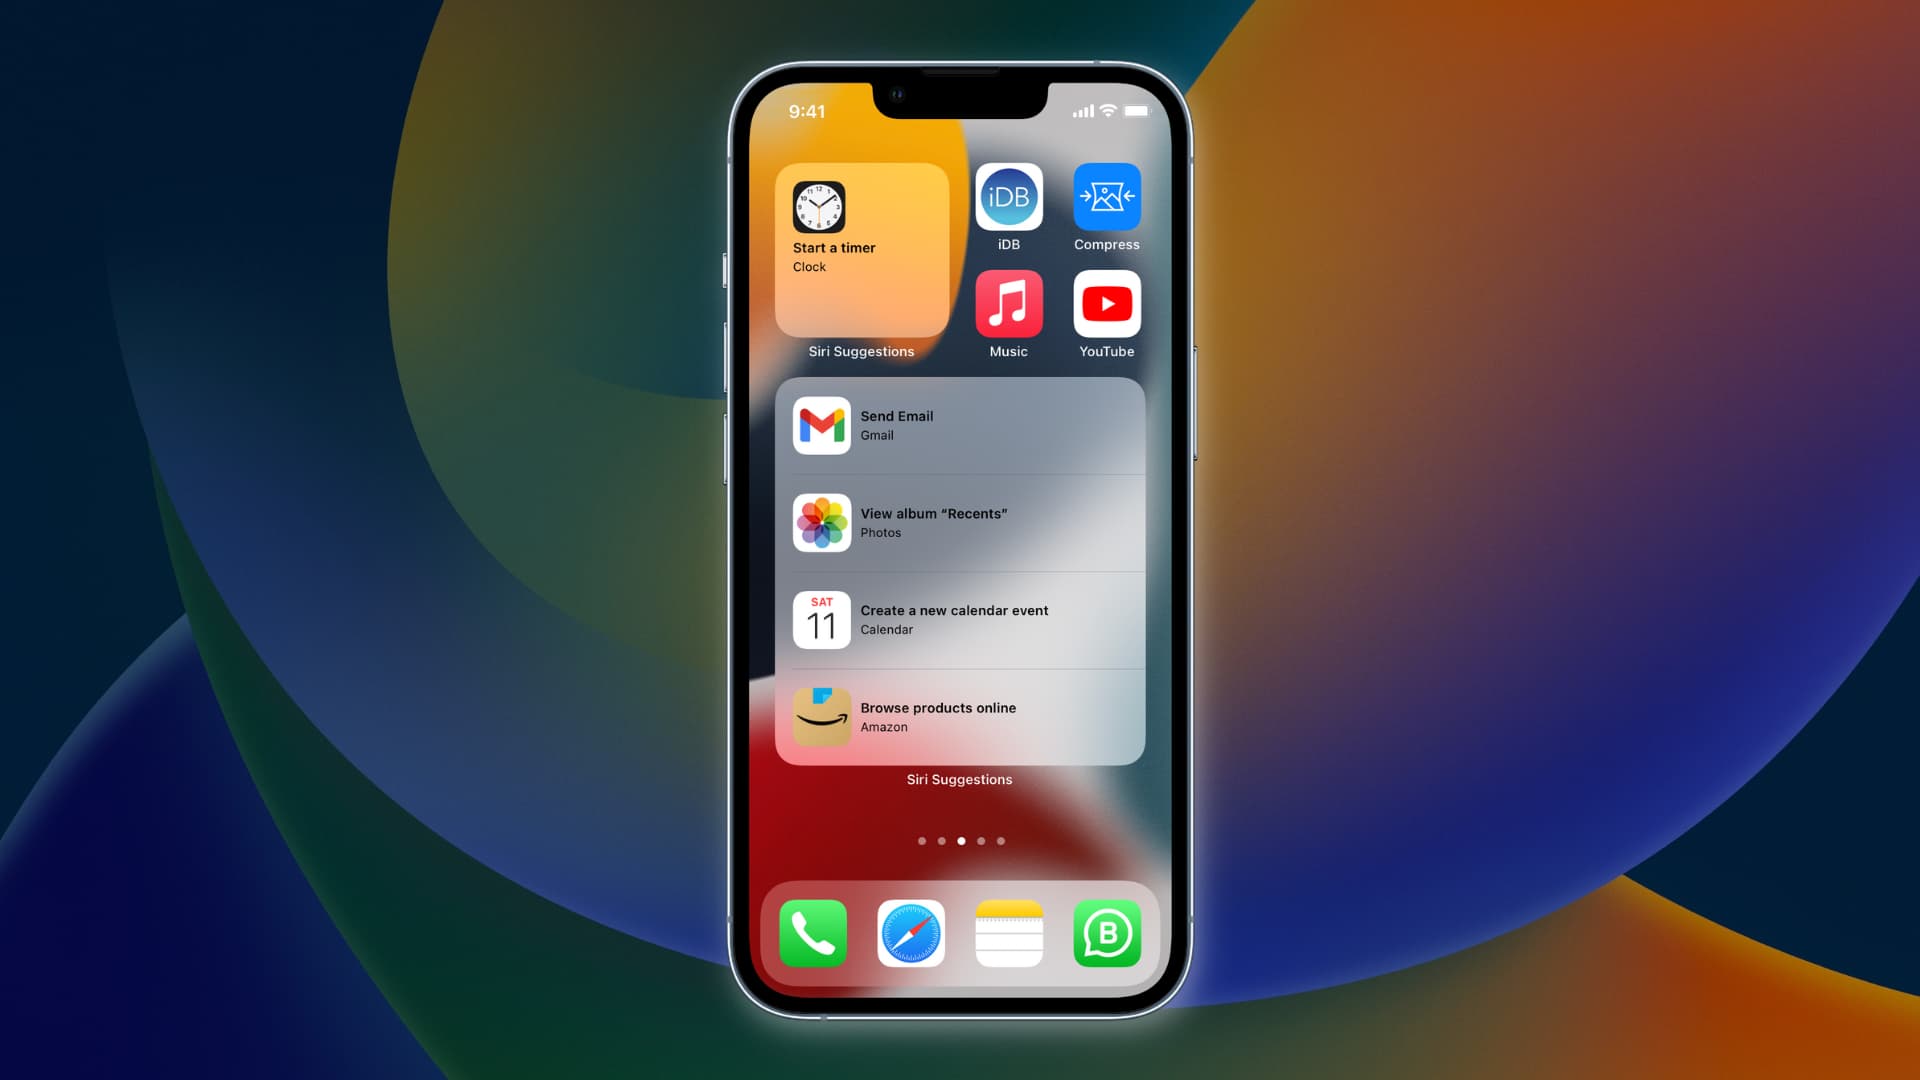 9:41
Start a timer
Clock
Siri Suggestions
iDB
iDB
Compress
Music
YouTube
Send Email
Gmail
View album “Recents”
Photos
SAT
11
Create a new calendar event
Calendar
Browse products online
Amazon
Siri Suggestions
B